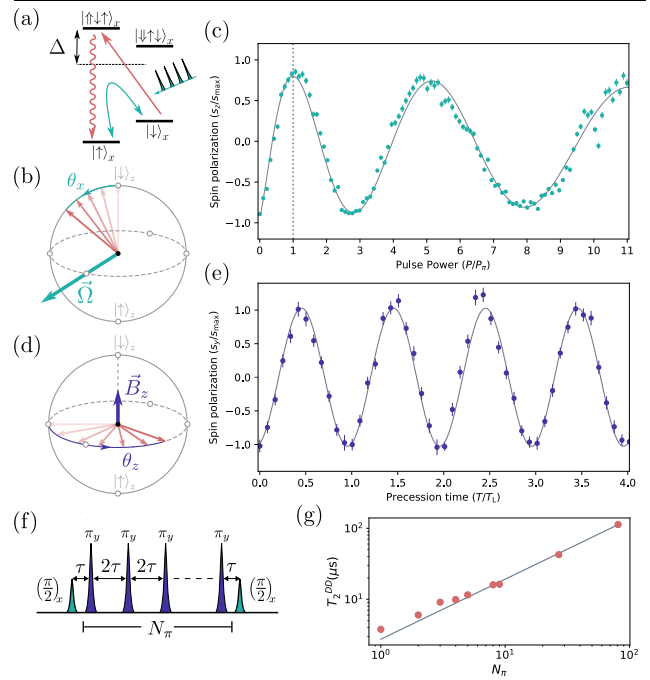 (a)
|⇑↓↑⟩ₓ
|⇓↑↓⟩ₓ
Δ
|↓⟩ₓ
|↑⟩ₓ
(b)
θₓ
|↓⟩z
Ω⃗
|↑⟩z
(c)
Spin polarization (sz/smax)
1.0
0.5
0.0
−0.5
−1.0
0 1 2 3 4 5 6 7 8 9 10 11
Pulse Power (P/Pπ)
(d)
|↓⟩z
B⃗z
θz
|↑⟩z
(e)
Spin polarization (sy/smax)
1.0
0.5
0.0
−0.5
−1.0
0.0 0.5 1.0 1.5 2.0 2.5 3.0 3.5 4.0
Precession time (T/TL)
(f)
πy πy πy πy
τ 2τ 2τ τ
(π/2)ₓ (π/2)ₓ
Nπ
(g)
T₂ᴰᴰ(μs)
10²
10¹
10⁰ 10¹ 10²
Nπ